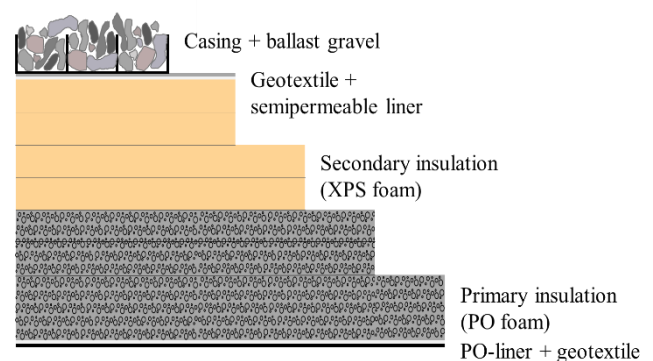 Casing + ballast gravel
Geotextile +
semipermeable liner
Secondary insulation
(XPS foam)
Primary insulation
(PO foam)
PO-liner + geotextile